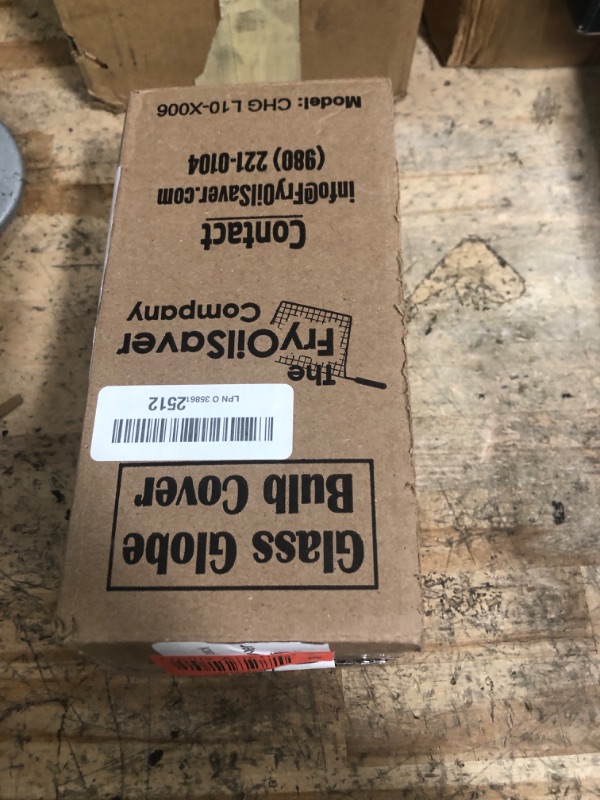 Glass Globe
Bulb Cover
LPN O 35861
2512
The
FryOilSaver
Company
Contact
info@FryOilSaver.com
(980) 221-0104
Model: CHG L10-X006